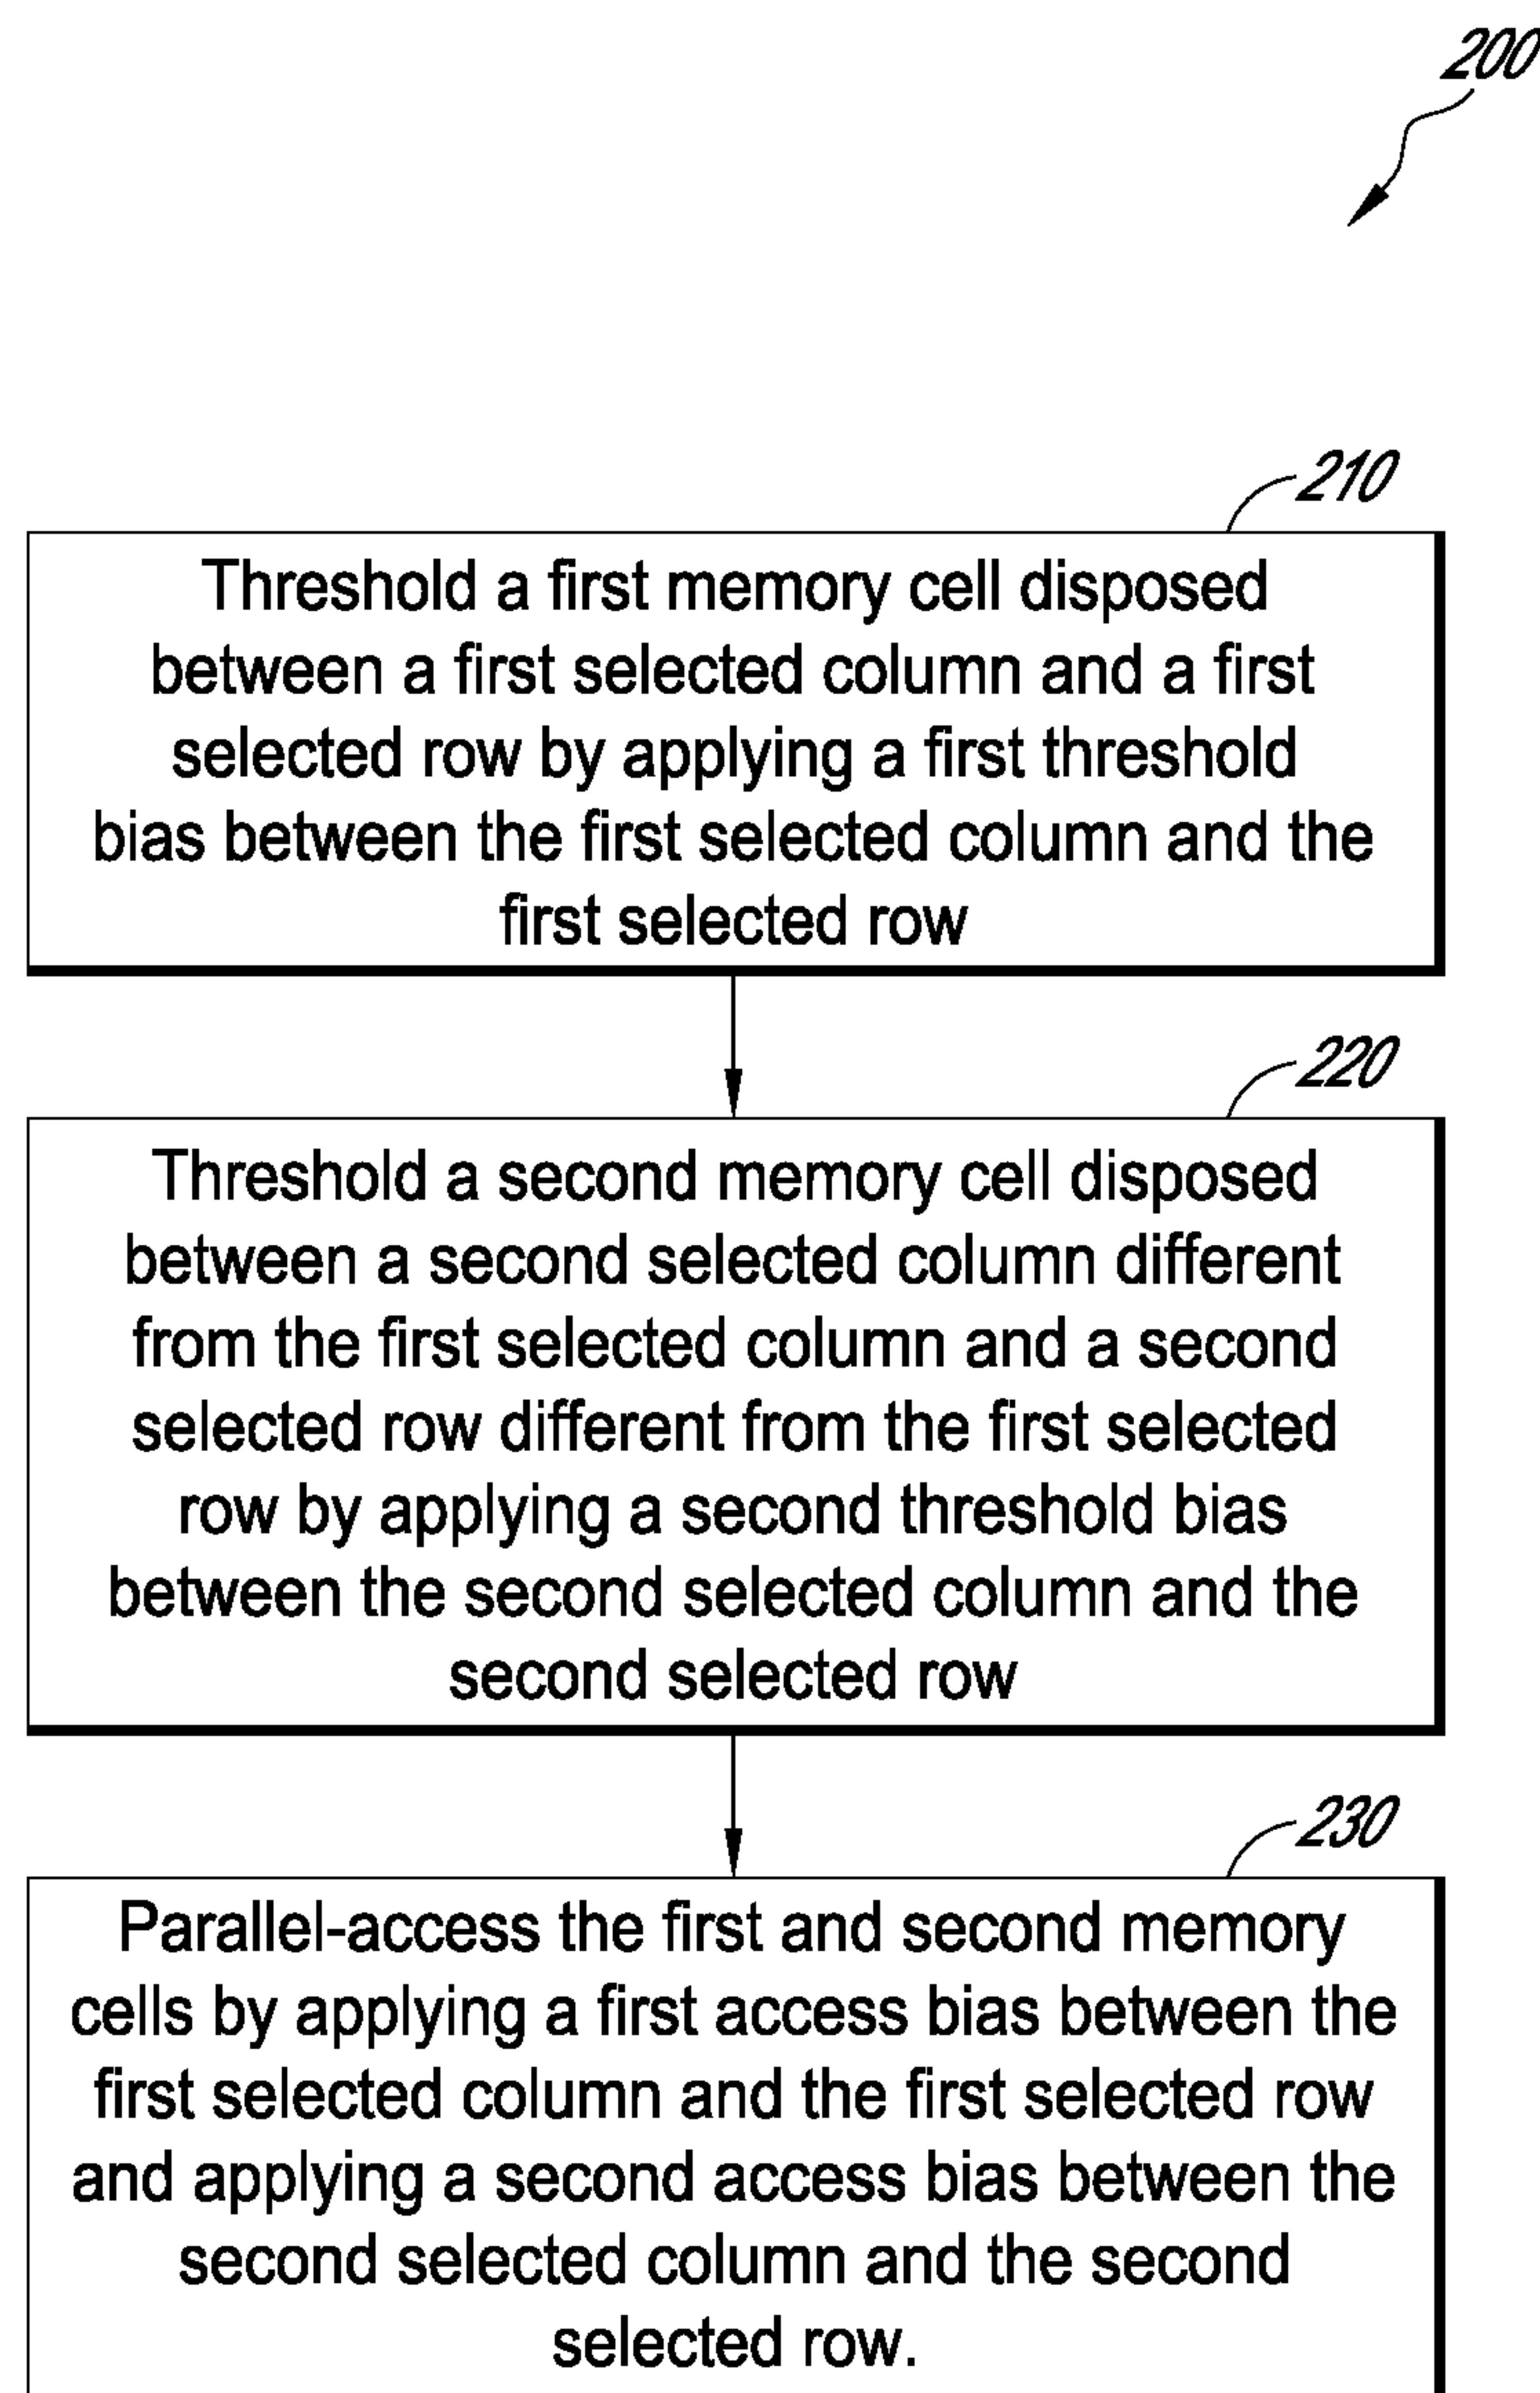 200
210
Threshold a first memory cell disposed
between a first selected column and a first
selected row by applying a first threshold
bias between the first selected column and the
first selected row
220
Threshold a second memory cell disposed
between a second selected column different
from the first selected column and a second
selected row different from the first selected
row by applying a second threshold bias
between the second selected column and the
second selected row
230
Parallel-access the first and second memory
cells by applying a first access bias between the
first selected column and the first selected row
and applying a second access bias between the
second selected column and the second
selected row.